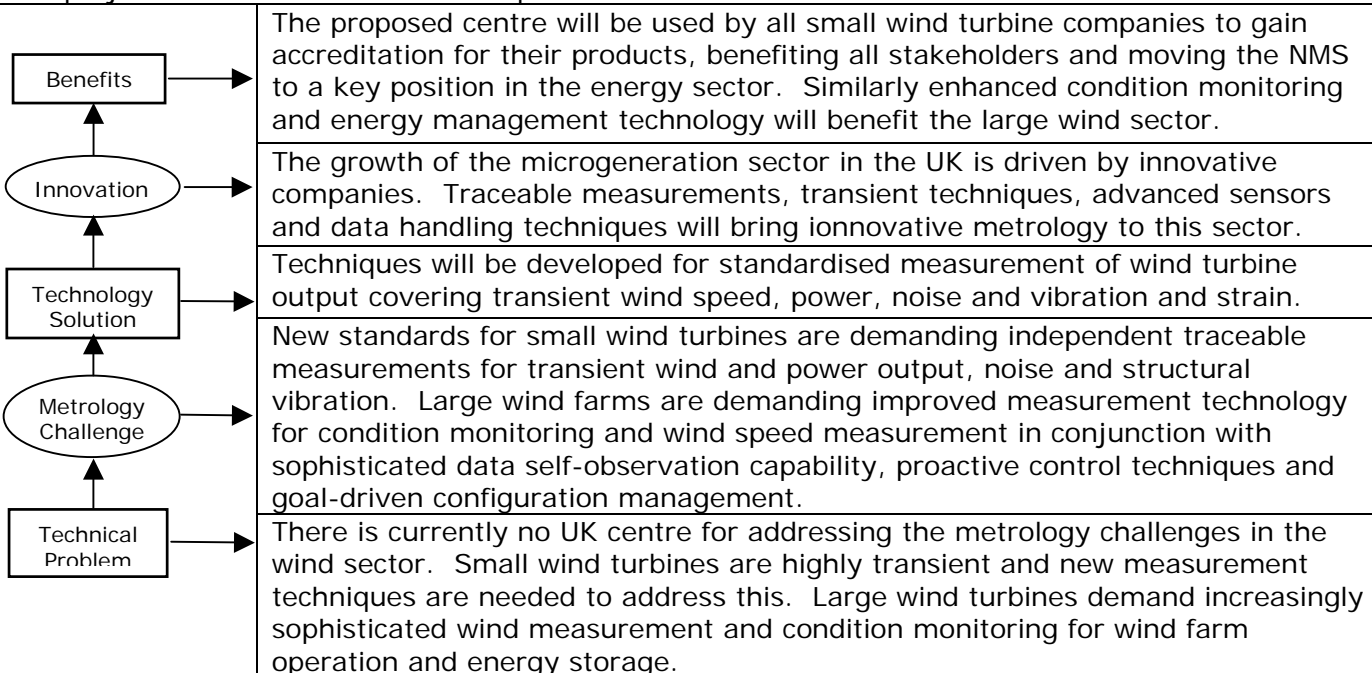 Benefits
The proposed centre will be used by all small wind turbine companies to gain
accreditation for their products, benefiting all stakeholders and moving the NMS
to a key position in the energy sector.  Similarly enhanced condition monitoring
and energy management technology will benefit the large wind sector.
Innovation
The growth of the microgeneration sector in the UK is driven by innovative
companies.  Traceable measurements, transient techniques, advanced sensors
and data handling techniques will bring ionnovative metrology to this sector.
Technology
Solution
Techniques will be developed for standardised measurement of wind turbine
output covering transient wind speed, power, noise and vibration and strain.
Metrology
Challenge
New standards for small wind turbines are demanding independent traceable
measurements for transient wind and power output, noise and structural
vibration.  Large wind farms are demanding improved measurement technology
for condition monitoring and wind speed measurement in conjunction with
sophisticated data self-observation capability, proactive control techniques and
goal-driven configuration management.
Technical
Problem
There is currently no UK centre for addressing the metrology challenges in the
wind sector.  Small wind turbines are highly transient and new measurement
techniques are needed to address this.  Large wind turbines demand increasingly
sophisticated wind measurement and condition monitoring for wind farm
operation and energy storage.